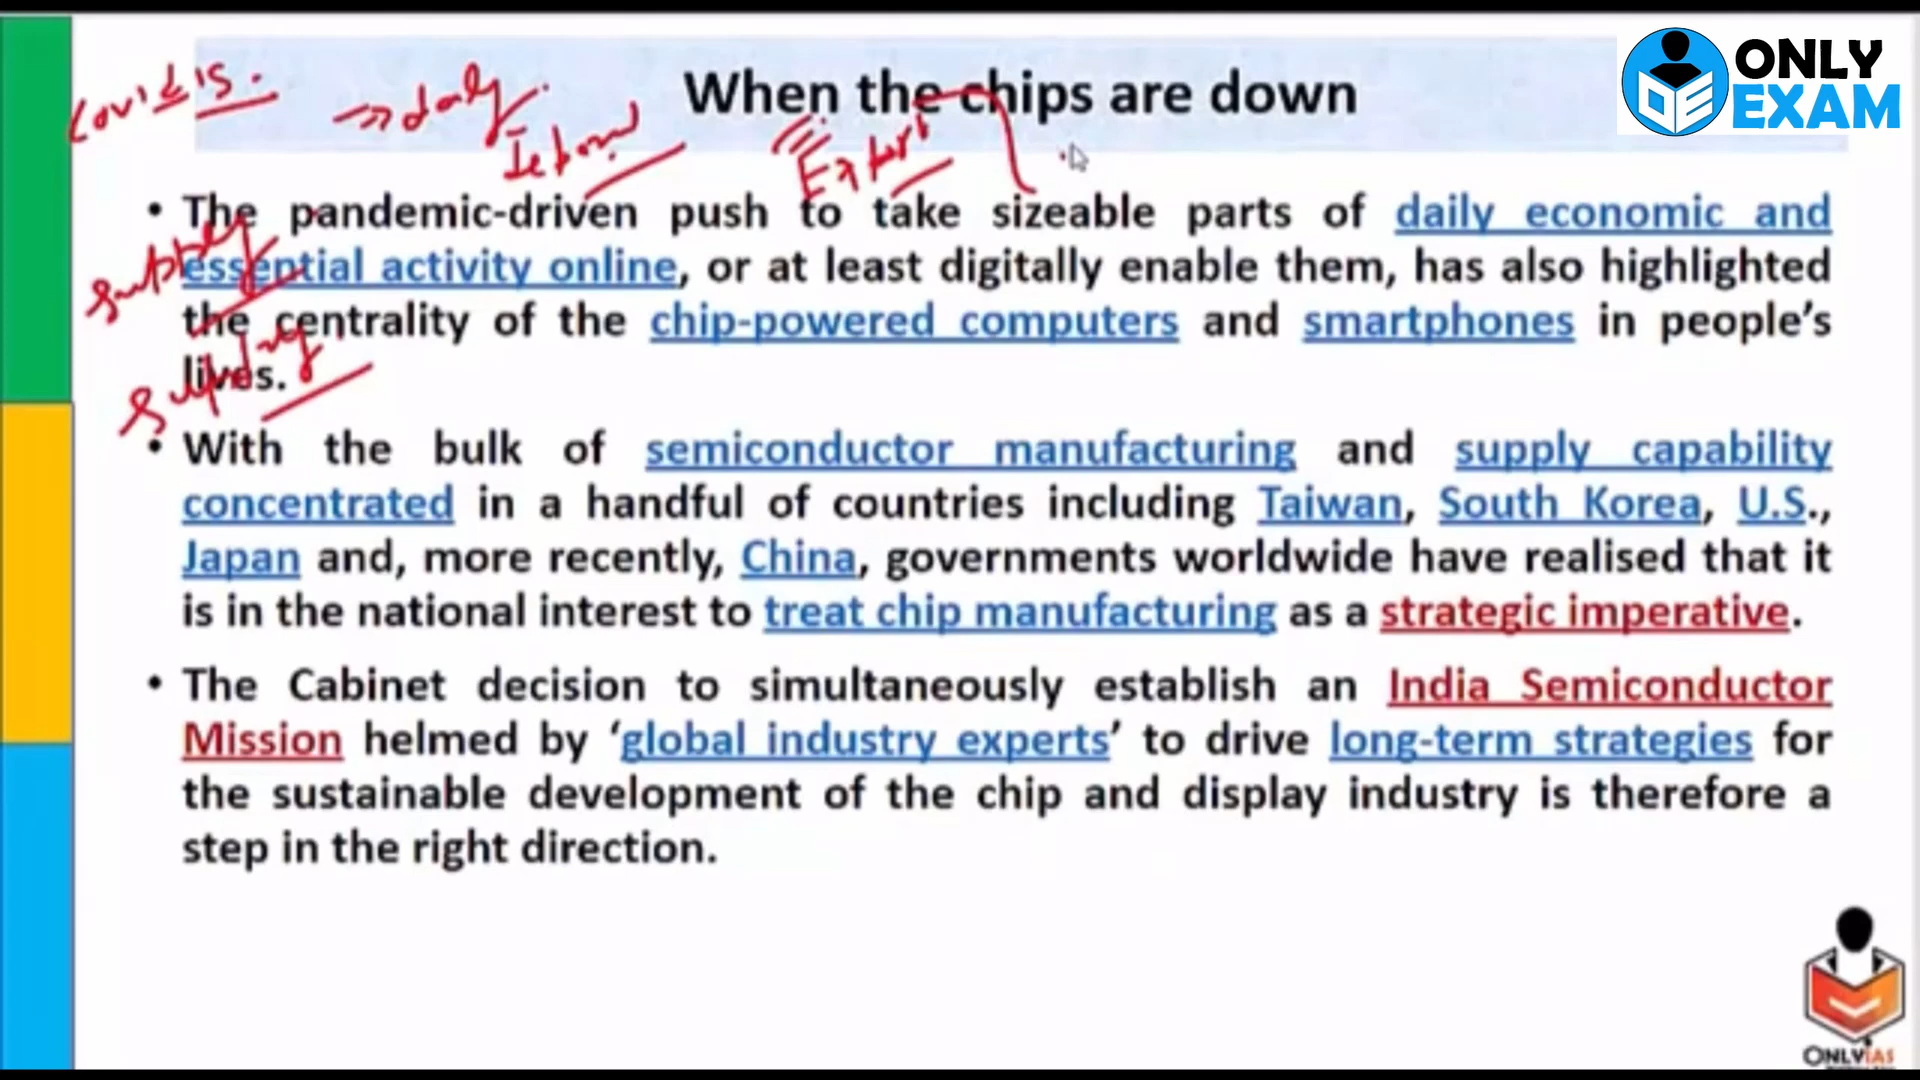 When the chips are down
ONLY
EXAM
OE
Covid 19.
daily
Export
supply
• The pandemic-driven push to take sizeable parts of daily economic and
essential activity online, or at least digitally enable them, has also highlighted
the centrality of the chip-powered computers and smartphones in people’s
lives.
• With the bulk of semiconductor manufacturing and supply capability
concentrated in a handful of countries including Taiwan, South Korea, U.S.,
Japan and, more recently, China, governments worldwide have realised that it
is in the national interest to treat chip manufacturing as a strategic imperative.
• The Cabinet decision to simultaneously establish an India Semiconductor
Mission helmed by ‘global industry experts’ to drive long-term strategies for
the sustainable development of the chip and display industry is therefore a
step in the right direction.
ONLYIAS